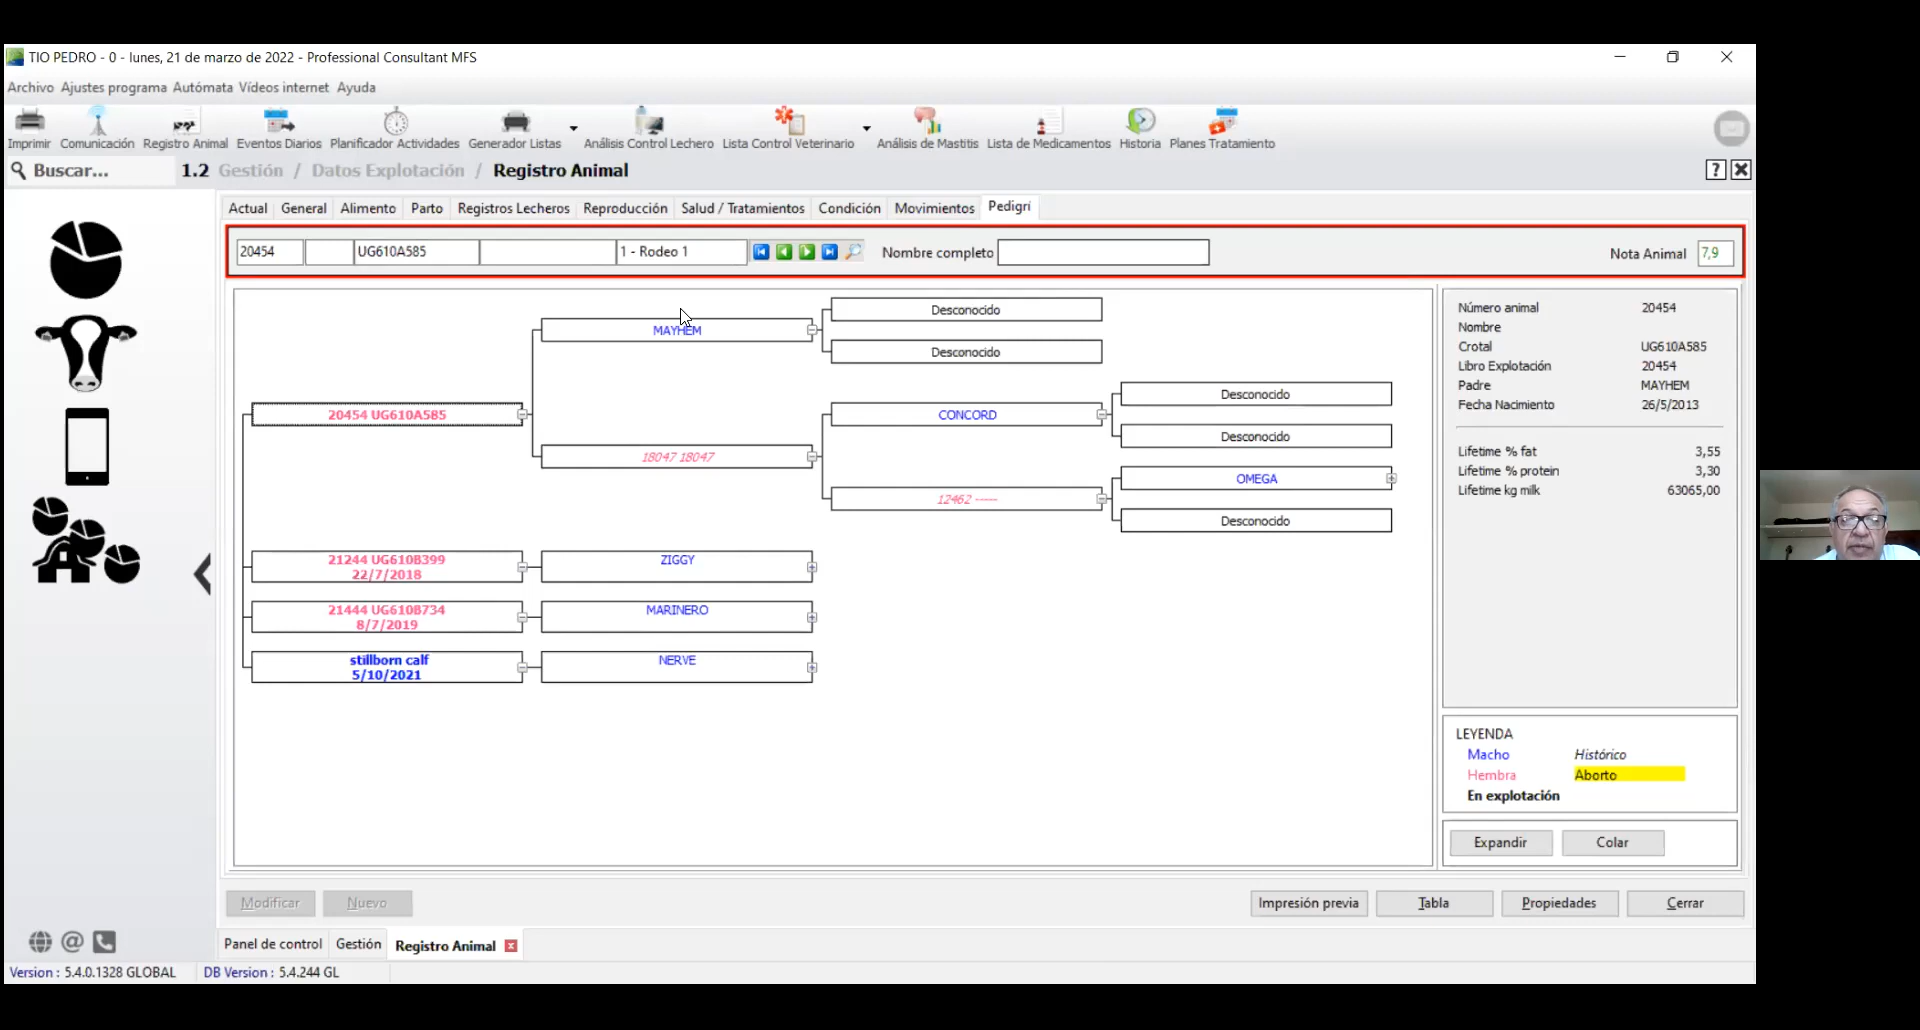 TIO PEDRO - 0 - lunes, 21 de marzo de 2022 - Professional Consultant MFS
Archivo Ajustes programa Autómata Vídeos internet Ayuda
Imprimir Comunicación Registro Animal Eventos Diarios Planificador Actividades Generador Listas Análisis Control Lechero Lista Control Veterinario Análisis de Mastitis Lista de Medicamentos Historia Planes Tratamiento
Buscar... 1.2 Gestión / Datos Explotación / Registro Animal ?
Actual General Alimento Parto Registros Lecheros Reproducción Salud / Tratamientos Condición Movimientos Pedigrí
20454 UG610A585 1 - Rodeo 1 Nombre completo Nota Animal 7,9
Desconocido
MAYHEM
Desconocido
Desconocido
20454 UG610A585 CONCORD
Desconocido
18047 18047
OMEGA
12462 -----
Desconocido
21244 UG610B399 ZIGGY
22/7/2018
21444 UG610B734 MARINERO
8/7/2019
stillborn calf NERVE
5/10/2021
Número animal 20454
Nombre
Crotal UG610A585
Libro Explotación 20454
Padre MAYHEM
Fecha Nacimiento 26/5/2013
Lifetime % fat 3,55
Lifetime % protein 3,30
Lifetime kg milk 63065,00
LEYENDA
Macho Histórico
Hembra Aborto
En explotación
Expandir Colar
Modificar Nuevo Impresión previa Tabla Propiedades Cerrar
Panel de control Gestión Registro Animal
Version : 5.4.0.1328 GLOBAL DB Version : 5.4.244 GL